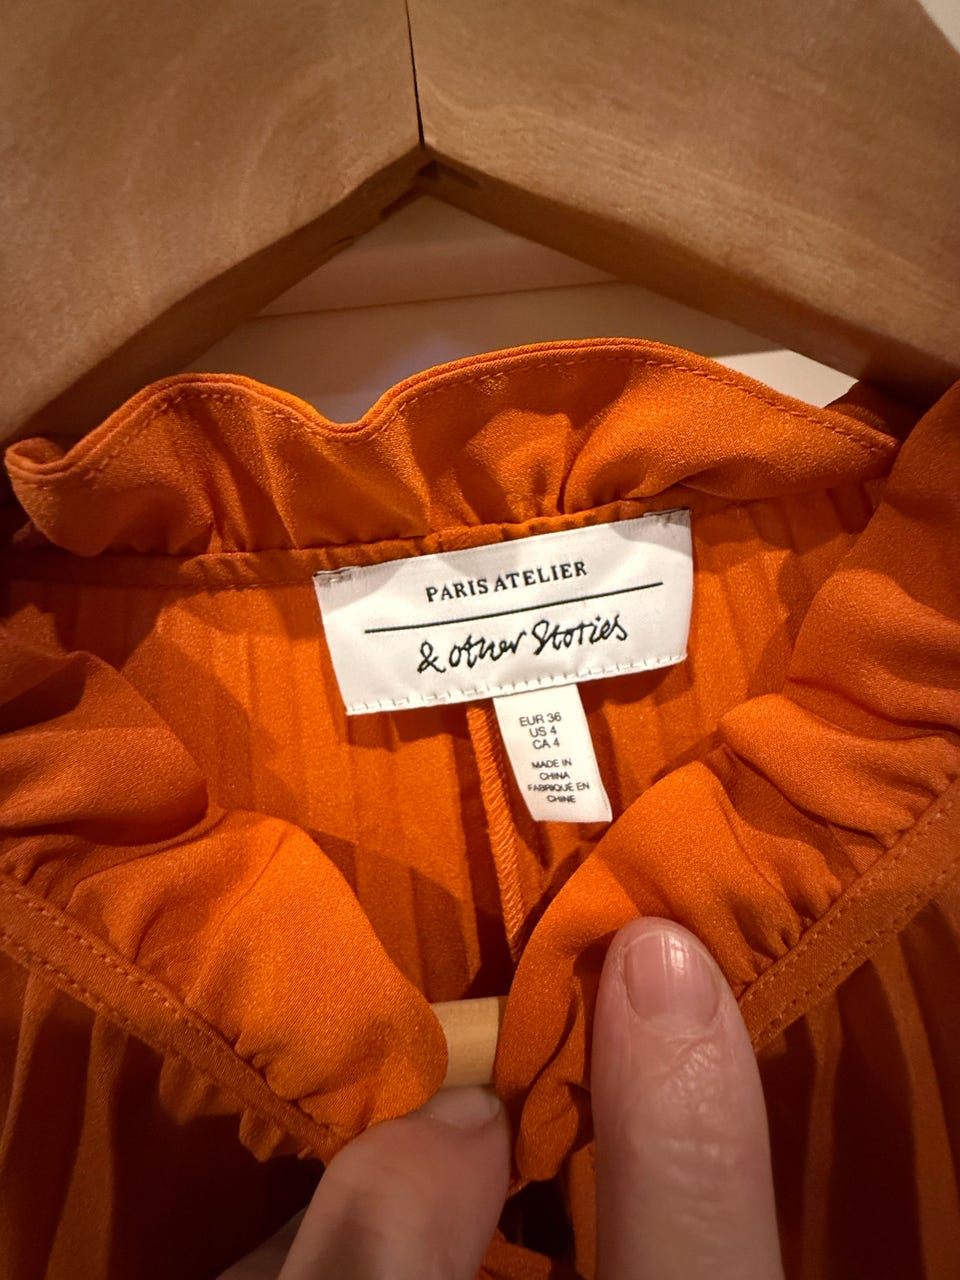 PARIS ATELIER
& other Stories
EUR 36
US 4
CA 4
MADE IN
CHINA
FABRIQUÉ EN
CHINE